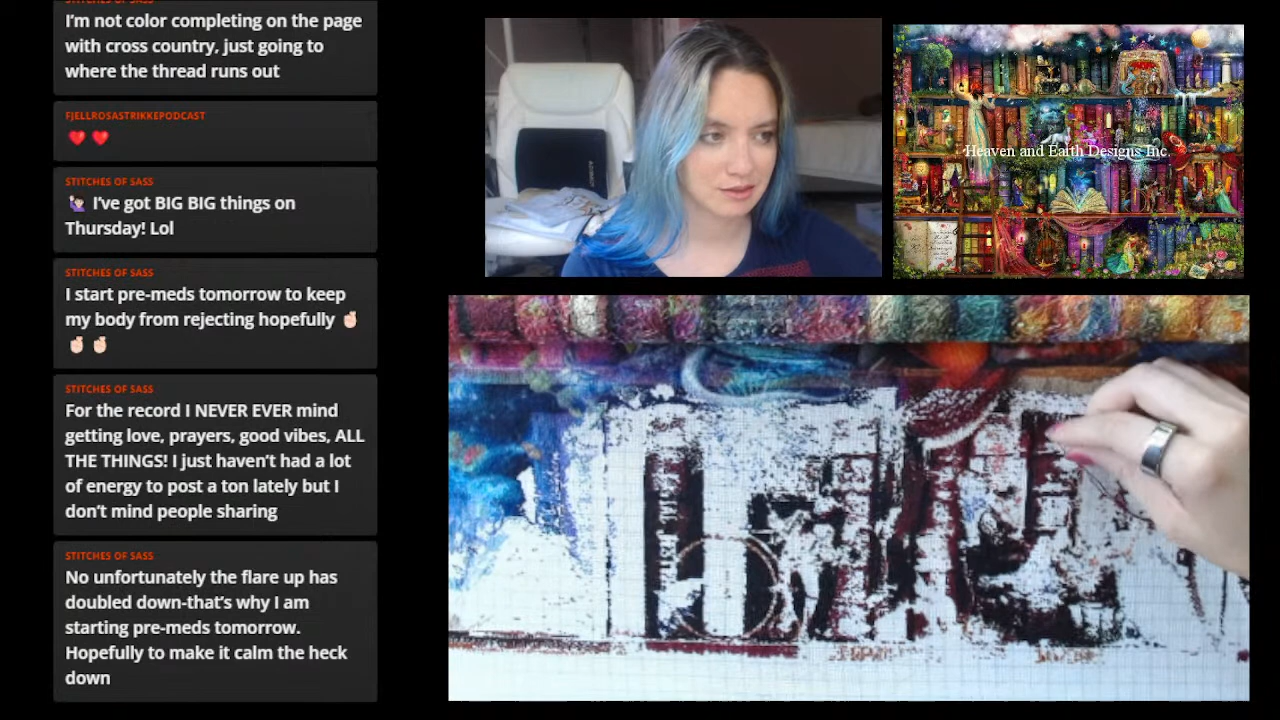 STITCHES OF SASS
I’m not color completing on the page
with cross country, just going to
where the thread runs out
FJELLROSASTRIKKEPODCAST
STITCHES OF SASS
I’ve got BIG BIG things on
Thursday! Lol
STITCHES OF SASS
I start pre-meds tomorrow to keep
my body from rejecting hopefully
STITCHES OF SASS
For the record I NEVER EVER mind
getting love, prayers, good vibes, ALL
THE THINGS! I just haven’t had a lot
of energy to post a ton lately but I
don’t mind people sharing
STITCHES OF SASS
No unfortunately the flare up has
doubled down-that’s why I am
starting pre-meds tomorrow.
Hopefully to make it calm the heck
down
Heaven and Earth Designs Inc.